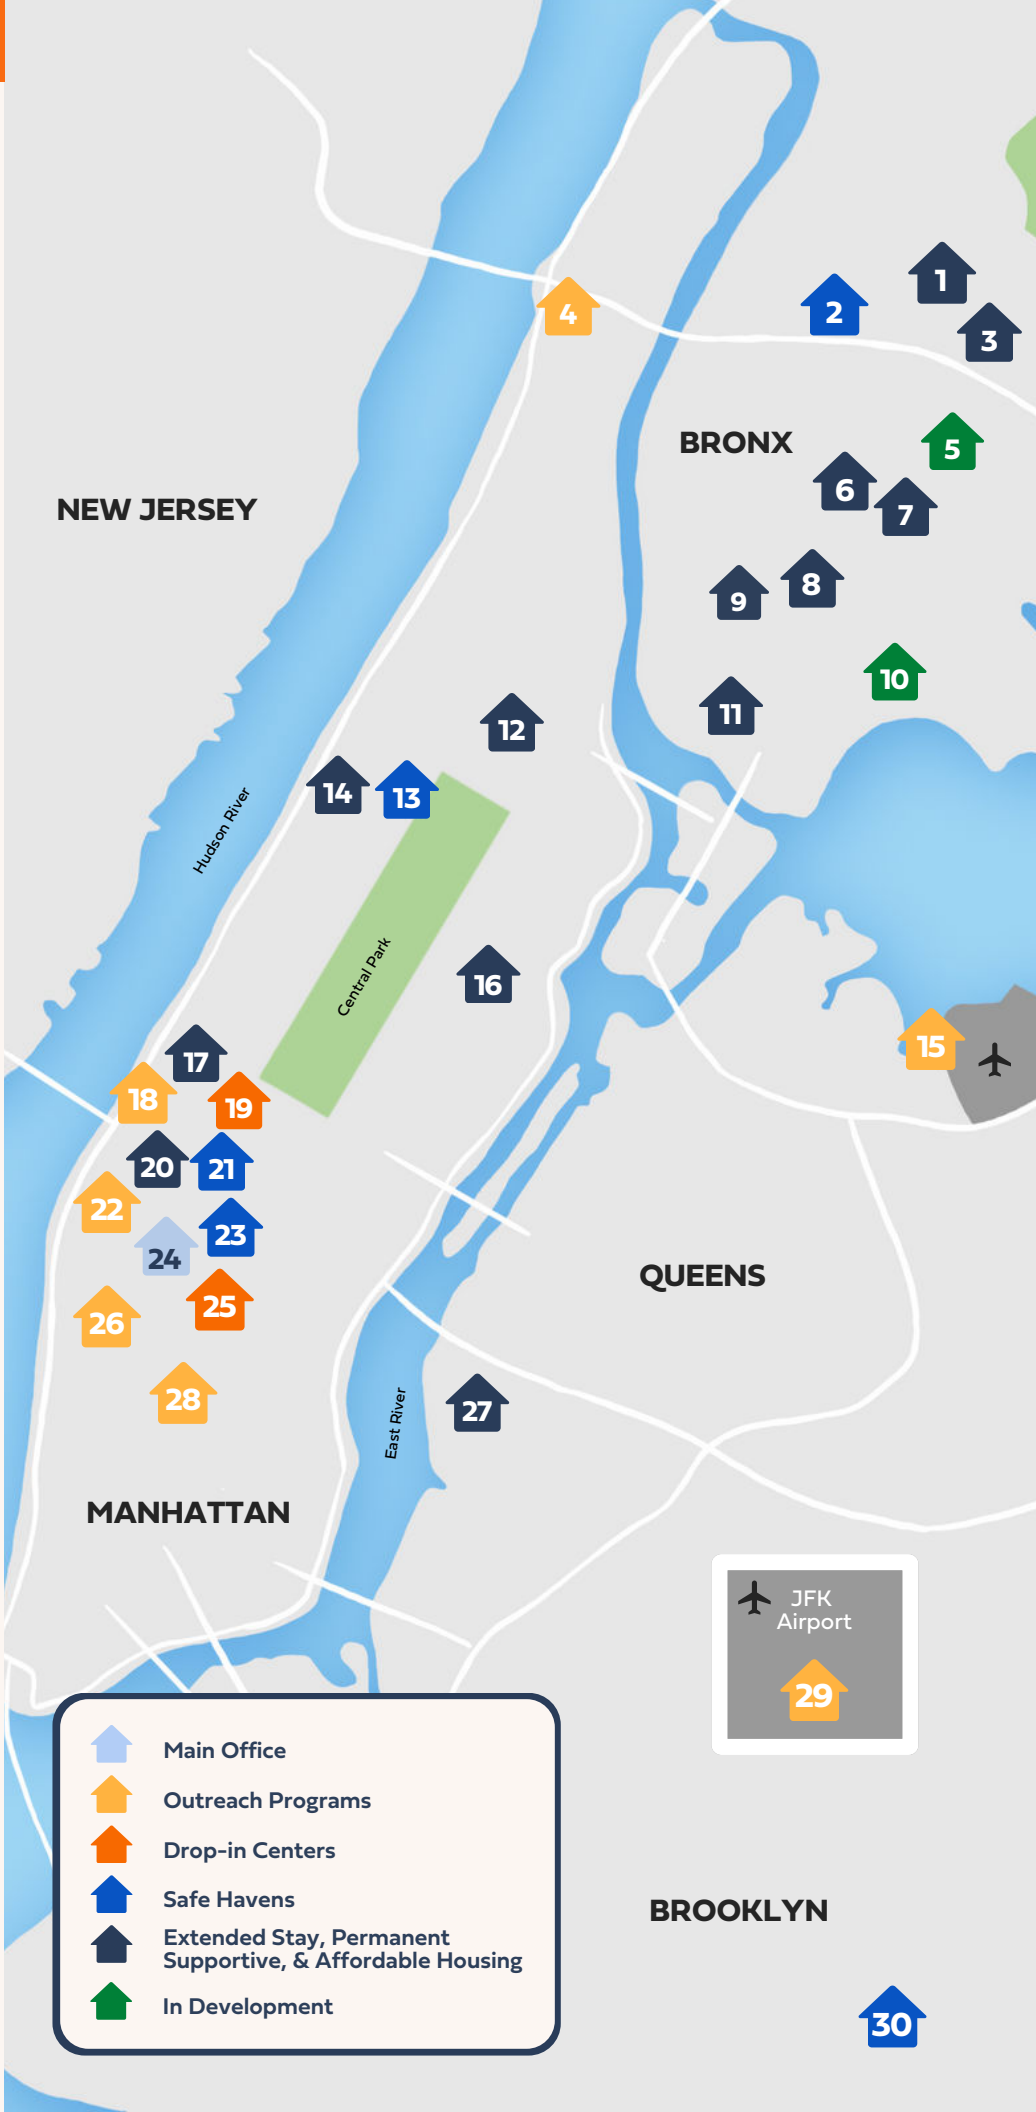 1
2
3
4
BRONX
5
6
7
NEW JERSEY
8
9
10
11
12
14
13
Hudson River
Central Park
16
15
17
18
19
20
21
22
23
24
QUEENS
25
26
28
27
East River
MANHATTAN
JFK
Airport
29
Main Office
Outreach Programs
Drop-in Centers
Safe Havens
Extended Stay, Permanent
Supportive, & Affordable Housing
In Development
BROOKLYN
30